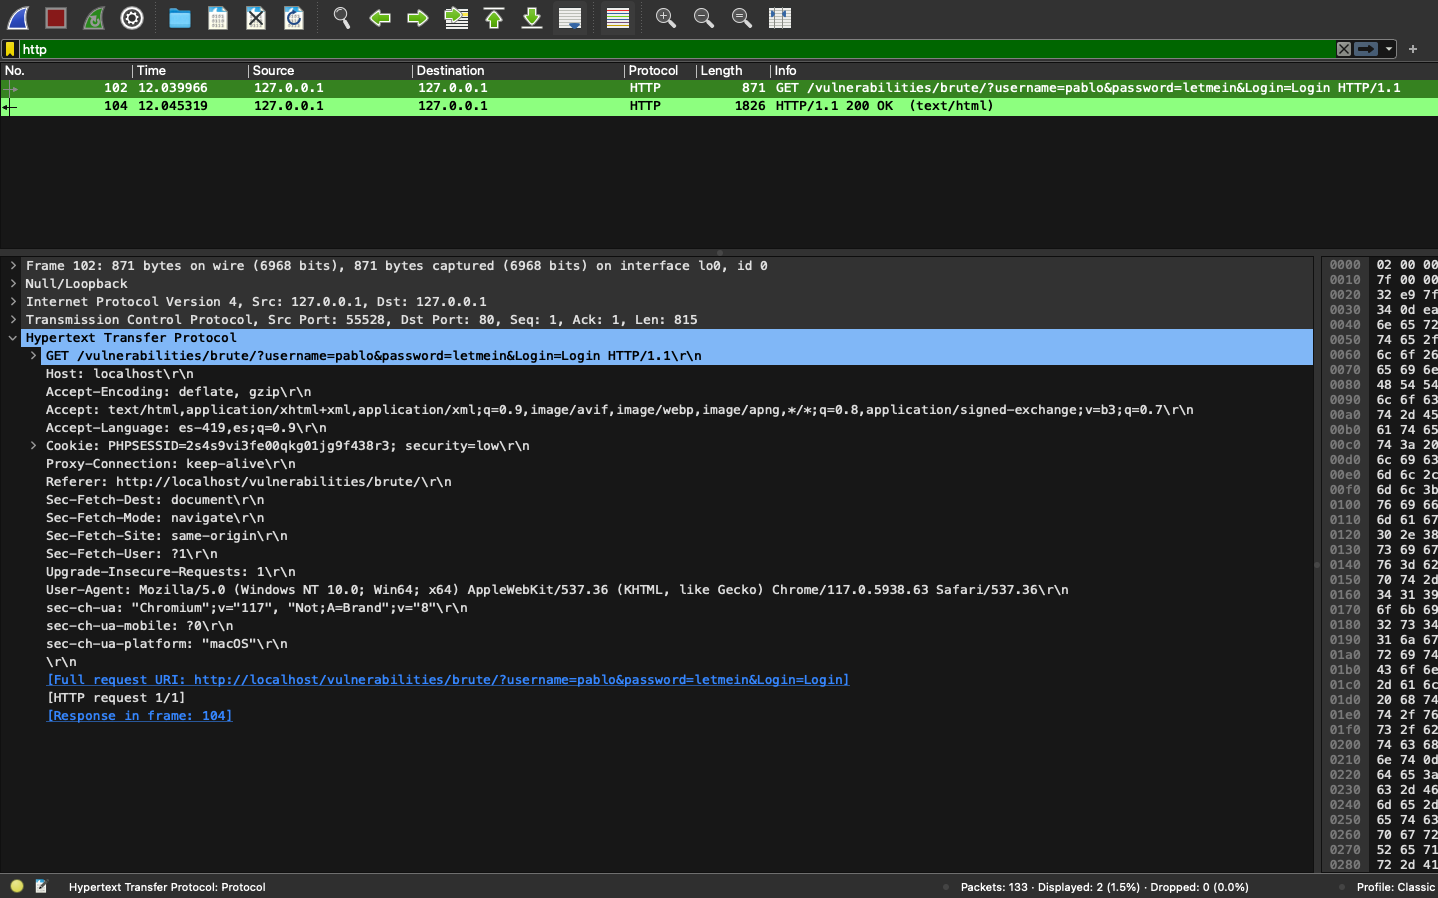 http
No. Time Source Destination Protocol Length Info
102 12.039966 127.0.0.1 127.0.0.1 HTTP 871 GET /vulnerabilities/brute/?username=pablo&password=letmein&Login=Login HTTP/1.1
104 12.045319 127.0.0.1 127.0.0.1 HTTP 1826 HTTP/1.1 200 OK  (text/html)
Frame 102: 871 bytes on wire (6968 bits), 871 bytes captured (6968 bits) on interface lo0, id 0
Null/Loopback
Internet Protocol Version 4, Src: 127.0.0.1, Dst: 127.0.0.1
Transmission Control Protocol, Src Port: 55528, Dst Port: 80, Seq: 1, Ack: 1, Len: 815
Hypertext Transfer Protocol
GET /vulnerabilities/brute/?username=pablo&password=letmein&Login=Login HTTP/1.1\r\n
Host: localhost\r\n
Accept-Encoding: deflate, gzip\r\n
Accept: text/html,application/xhtml+xml,application/xml;q=0.9,image/avif,image/webp,image/apng,*/*;q=0.8,application/signed-exchange;v=b3;q=0.7\r\n
Accept-Language: es-419,es;q=0.9\r\n
Cookie: PHPSESSID=2s4s9vi3fe00qkg01jg9f438r3; security=low\r\n
Proxy-Connection: keep-alive\r\n
Referer: http://localhost/vulnerabilities/brute/\r\n
Sec-Fetch-Dest: document\r\n
Sec-Fetch-Mode: navigate\r\n
Sec-Fetch-Site: same-origin\r\n
Sec-Fetch-User: ?1\r\n
Upgrade-Insecure-Requests: 1\r\n
User-Agent: Mozilla/5.0 (Windows NT 10.0; Win64; x64) AppleWebKit/537.36 (KHTML, like Gecko) Chrome/117.0.5938.63 Safari/537.36\r\n
sec-ch-ua: "Chromium";v="117", "Not;A=Brand";v="8"\r\n
sec-ch-ua-mobile: ?0\r\n
sec-ch-ua-platform: "macOS"\r\n
\r\n
[Full request URI: http://localhost/vulnerabilities/brute/?username=pablo&password=letmein&Login=Login]
[HTTP request 1/1]
[Response in frame: 104]
0000 02 00 00
0010 7f 00 00
0020 32 e9 7f
0030 34 0d ea
0040 6e 65 72
0050 74 65 2f
0060 6c 6f 26
0070 65 69 6e
0080 48 54 54
0090 6c 6f 63
00a0 74 2d 45
00b0 61 74 65
00c0 74 3a 20
00d0 6c 69 63
00e0 6d 6c 2c
00f0 6d 6c 3b
0100 76 69 66
0110 6d 61 67
0120 30 2e 38
0130 73 69 67
0140 76 3d 62
0150 70 74 2d
0160 34 31 39
0170 6f 6b 69
0180 32 73 34
0190 31 6a 67
01a0 72 69 74
01b0 43 6f 6e
01c0 2d 61 6c
01d0 20 68 74
01e0 74 2f 76
01f0 73 2f 62
0200 74 63 68
0210 6e 74 0d
0220 64 65 3a
0230 63 2d 46
0240 6d 65 2d
0250 65 74 63
0260 70 67 72
0270 52 65 71
0280 72 2d 41
Hypertext Transfer Protocol: Protocol
Packets: 133 · Displayed: 2 (1.5%) · Dropped: 0 (0.0%)
Profile: Classic